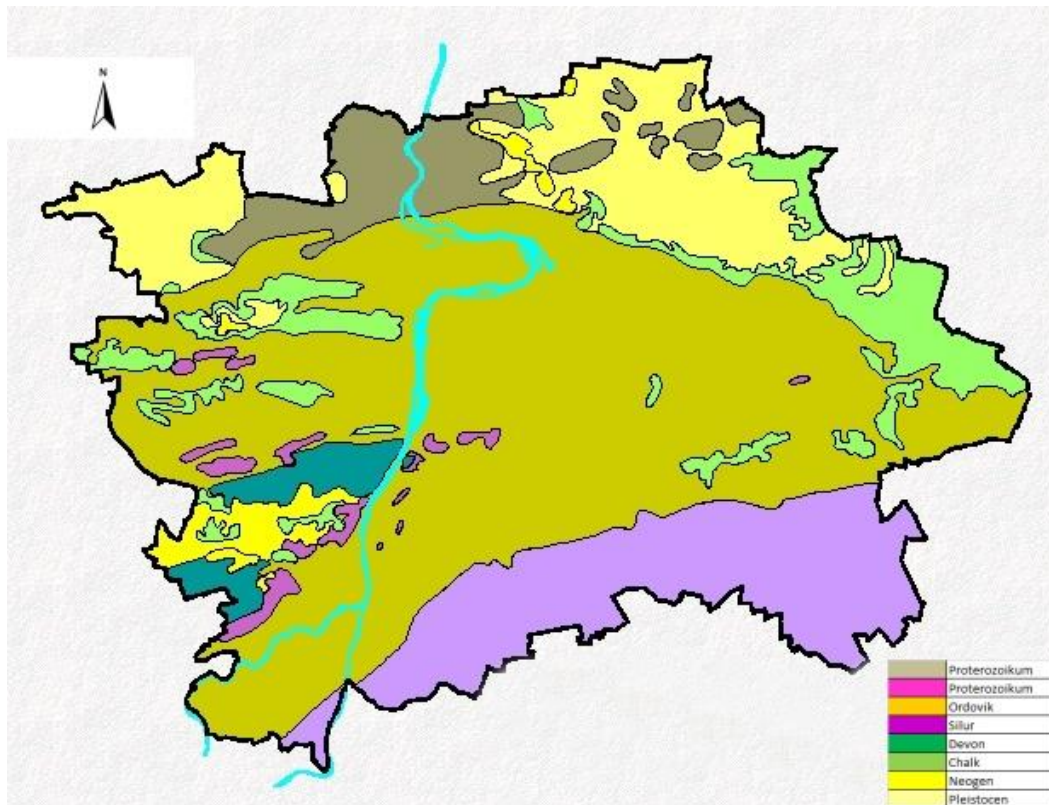 N
Proterozoikum
Proterozoikum
Ordovik
Silur
Devon
Chalk
Neogen
Pleistocen